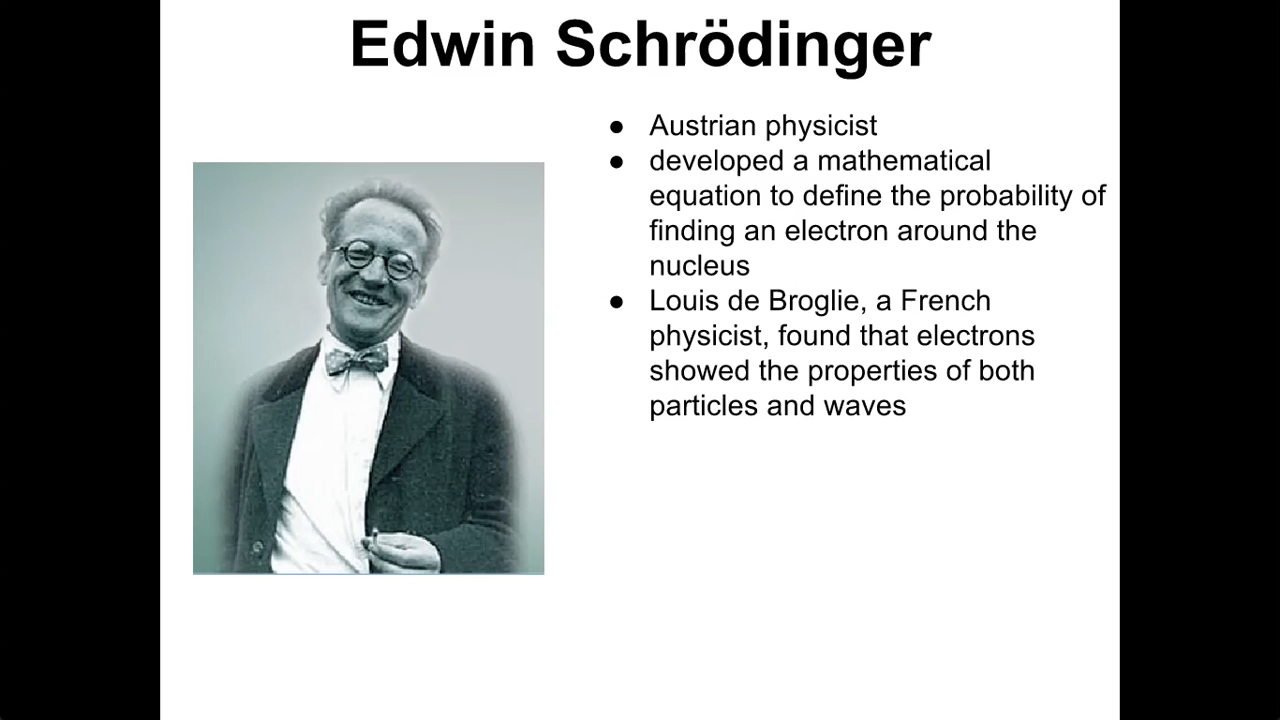 Edwin Schrödinger
● Austrian physicist
● developed a mathematical
equation to define the probability of
finding an electron around the
nucleus
● Louis de Broglie, a French
physicist, found that electrons
showed the properties of both
particles and waves